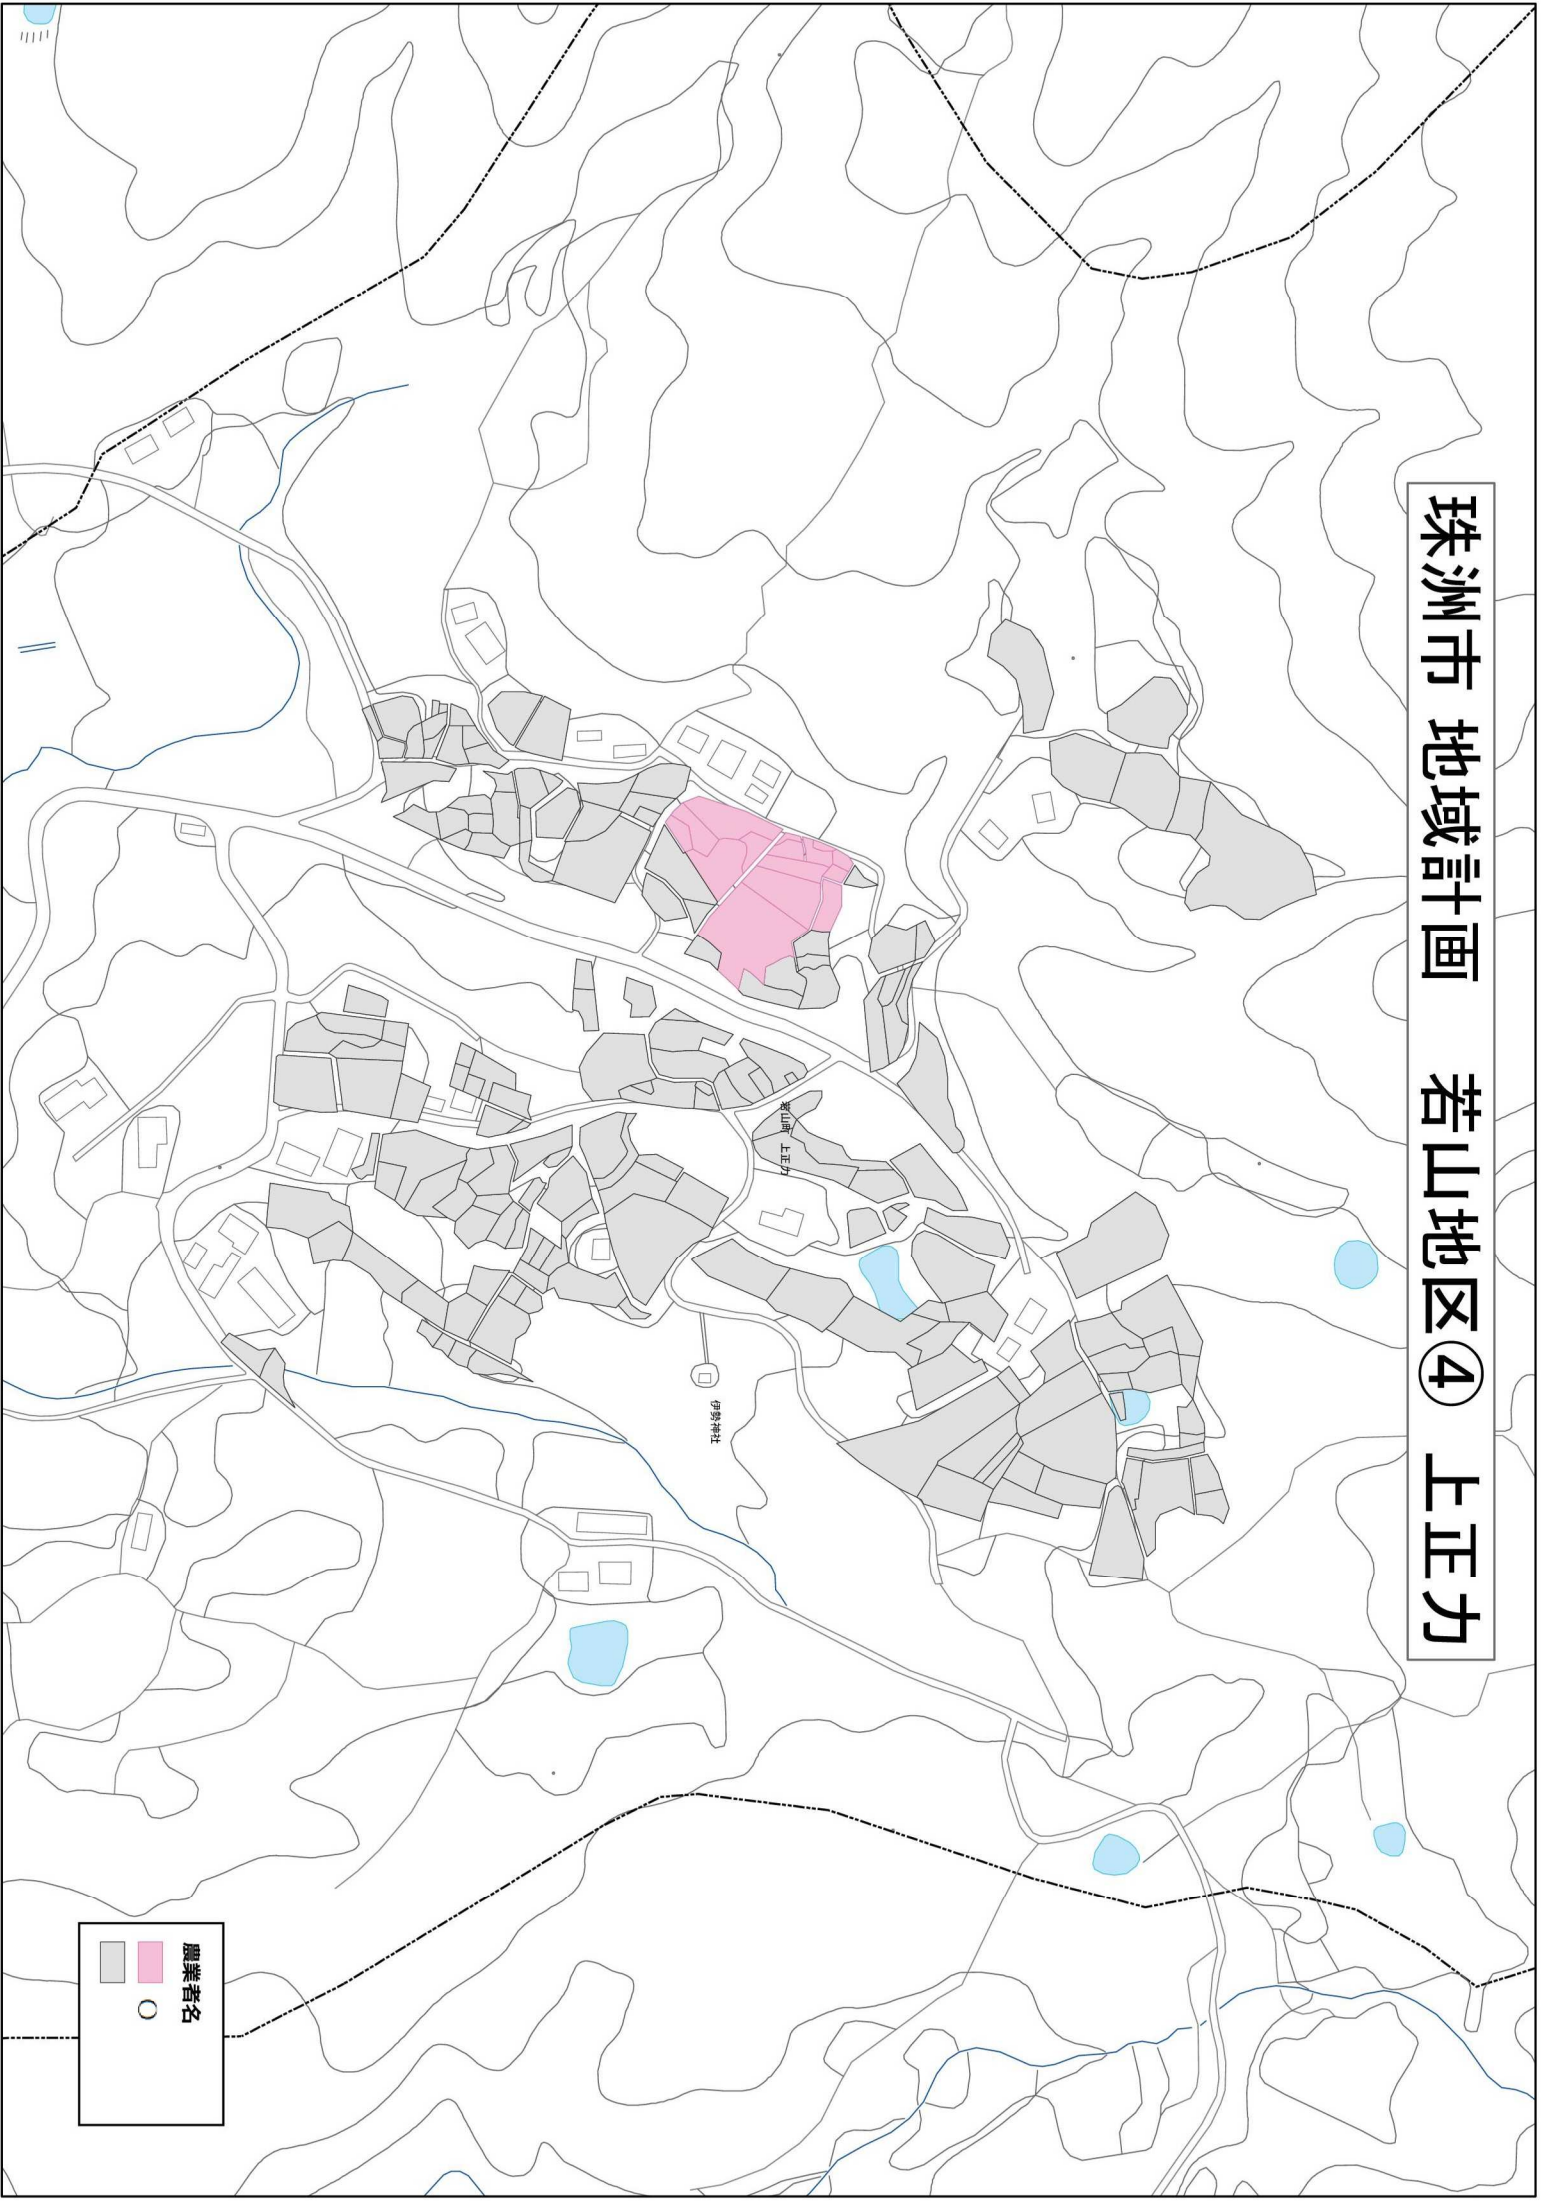 珠洲市 地域計画 若山地区④ 上正力
若山町 上正力
伊勢神社
農業者名
○